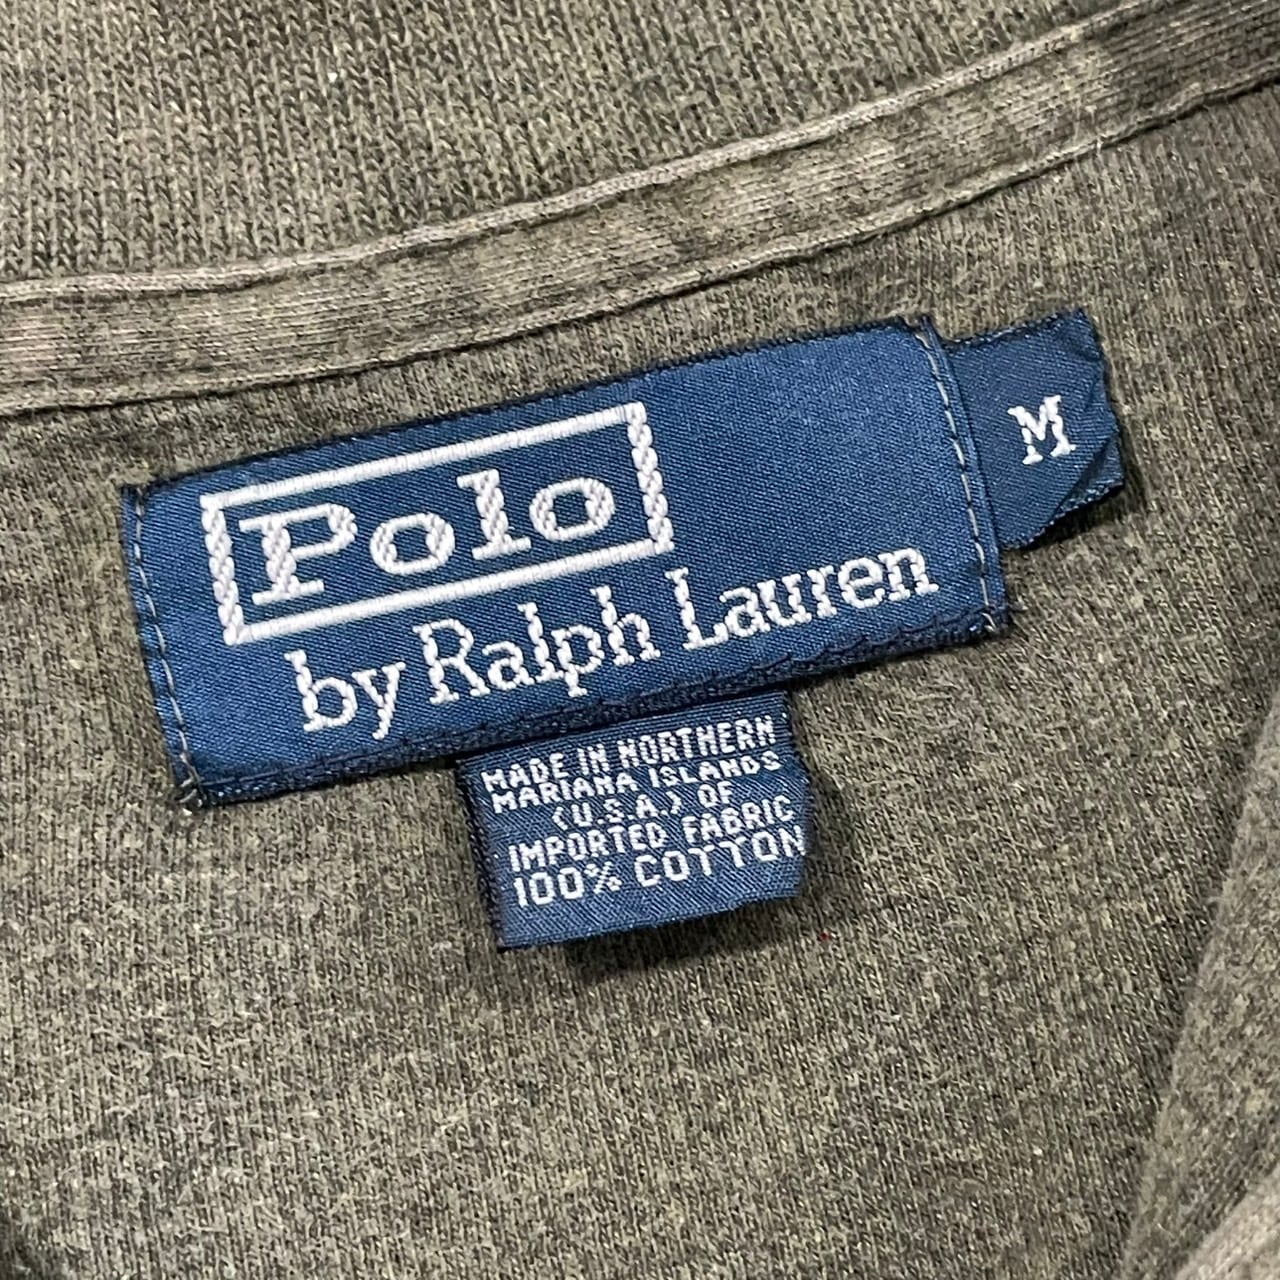 Polo
by Ralph Lauren
M
MADE IN NORTHERN
MARIANA ISLANDS
(U.S.A.) OF
IMPORTED FABRIC
100% COTTON